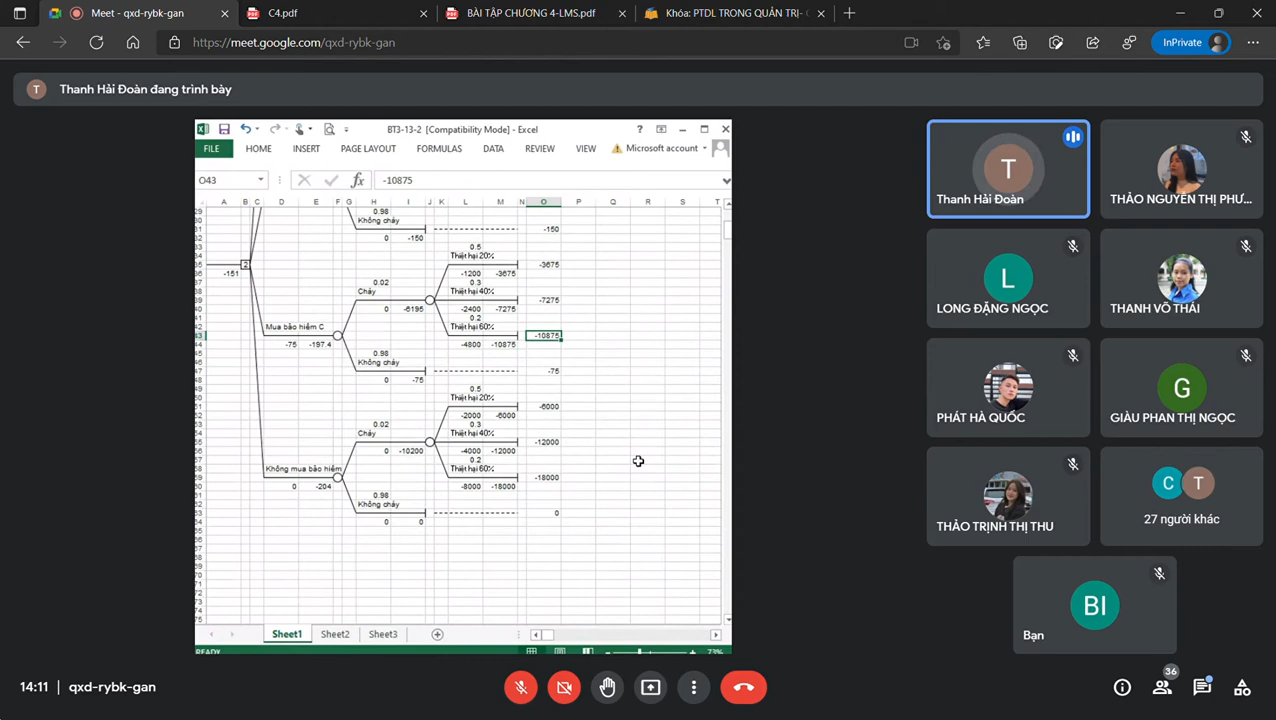 Meet - qxd-rybk-gan
C4.pdf
BÀI TẬP CHƯƠNG 4-LMS.pdf
Khóa: PTDL TRONG QUẢN TRỊ- C
https://meet.google.com/qxd-rybk-gan
InPrivate
T
Thanh Hải Đoàn đang trình bày
BT3-13-2 [Compatibility Mode] - Excel
FILE HOME INSERT PAGE LAYOUT FORMULAS DATA REVIEW VIEW Microsoft account
O43 fx -10875
A B C D E F G H I J K L M N O P Q R S T
0.98
Không cháy
-150
0 -150
0.5
Thiệt hại 20%
2 -3675
-151 -1200 -3675
0.02 0.3
Cháy Thiệt hại 40%
-7275
0 -6195 -2400 -7275
0.2
Mua bảo hiểm C Thiệt hại 60%
-10875
-75 -197.4 -4800 -10875
0.98
Không cháy
-75
0 -75
0.5
Thiệt hại 20%
-6000
-2000 -6000
0.02 0.3
Cháy Thiệt hại 40%
-12000
0 -10200 -4000 -12000
0.2
Không mua bảo hiểm Thiệt hại 60%
-18000
0 -204 -8000 -18000
0.98
Không cháy
0
0 0
Sheet1 Sheet2 Sheet3
READY 73%
T
Thanh Hải Đoàn
THẢO NGUYỄN THỊ PHƯ...
L
LONG ĐẶNG NGỌC
THANH VÕ THÁI
PHÁT HÀ QUỐC
G
GIÀU PHAN THỊ NGỌC
THẢO TRỊNH THỊ THU
C T
27 người khác
BI
Bạn
14:11 | qxd-rybk-gan
36